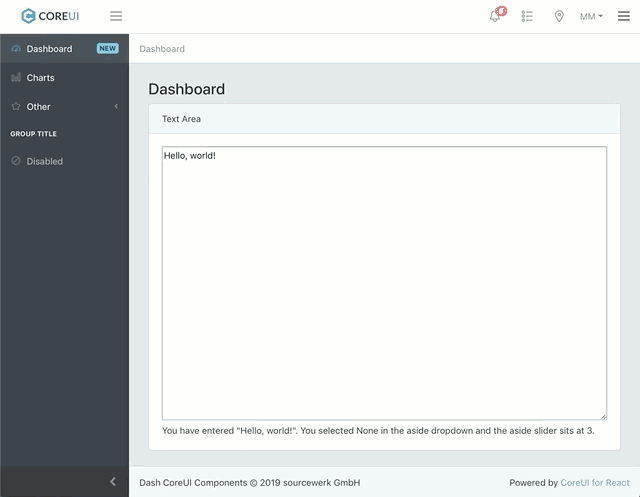 COREUI
MM
Dashboard NEW
Charts
Other
GROUP TITLE
Disabled
Dashboard
Dashboard
Text Area
Hello, world!
You have entered "Hello, world!". You selected None in the aside dropdown and the aside slider sits at 3.
Dash CoreUI Components © 2019 sourcewerk GmbH
Powered by CoreUI for React